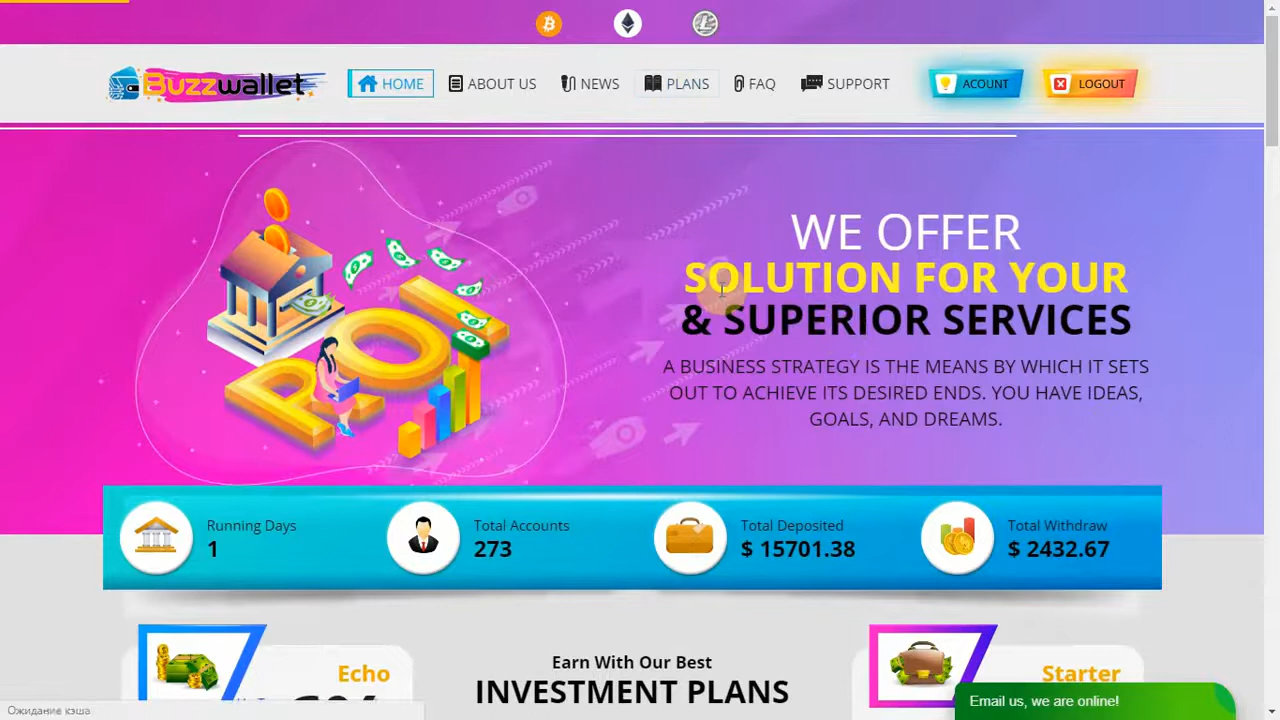 Buzzwallet
HOME
ABOUT US
NEWS
PLANS
FAQ
SUPPORT
ACOUNT
LOGOUT
ROI
WE OFFER
SOLUTION FOR YOUR
& SUPERIOR SERVICES
A BUSINESS STRATEGY IS THE MEANS BY WHICH IT SETS
OUT TO ACHIEVE ITS DESIRED ENDS. YOU HAVE IDEAS,
GOALS, AND DREAMS.
Running Days
1
Total Accounts
273
Total Deposited
$ 15701.38
Total Withdraw
$ 2432.67
Echo
Earn With Our Best
INVESTMENT PLANS
Starter
Email us, we are online!
Ожидание кэша